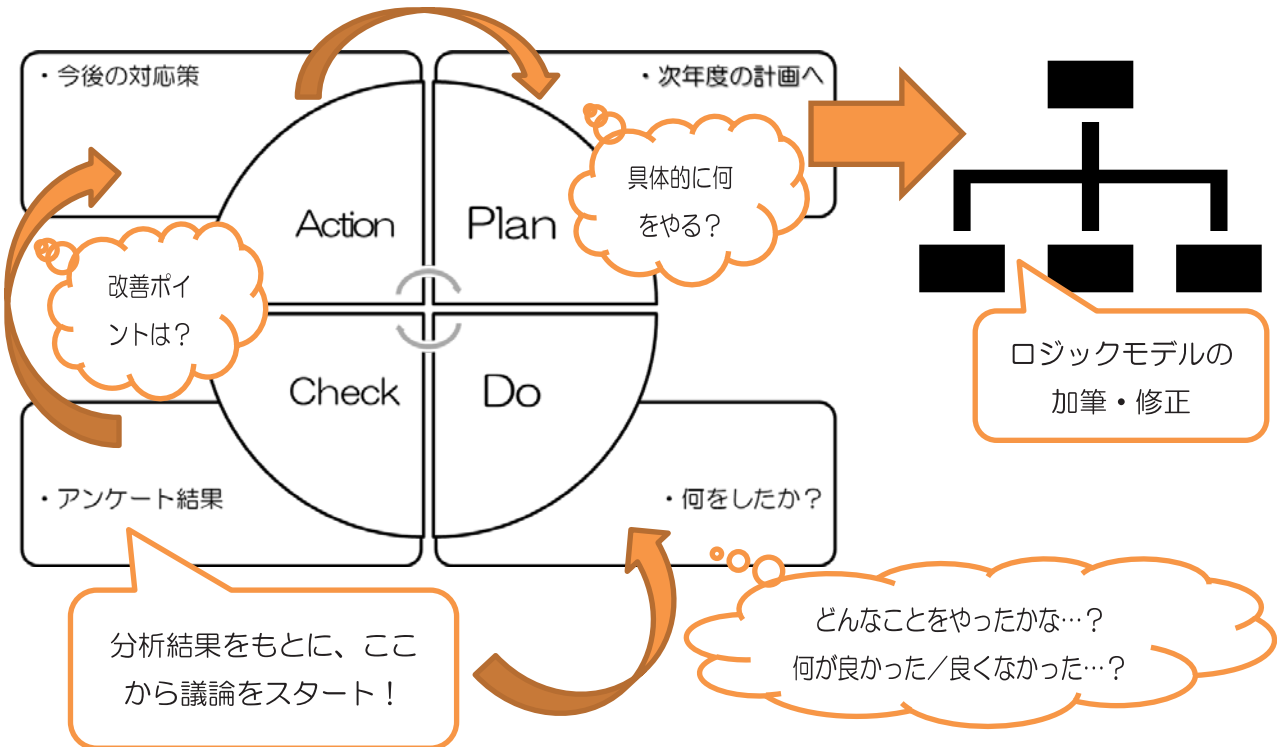 ・今後の対応策
・次年度の計画へ
具体的に何
をやる？
Action
Plan
改善ポイ
ントは？
ロジックモデルの
加筆・修正
Check
Do
・アンケート結果
・何をしたか？
分析結果をもとに、ここ
から議論をスタート！
どんなことをやったかな…？
何が良かった／良くなかった…？